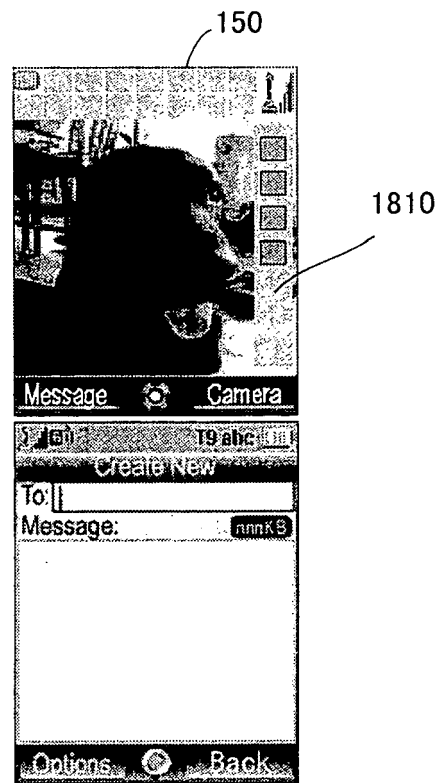 150
1810
Message Camera
T9 abc
Create New
To:
Message: nnnKB
Options Back